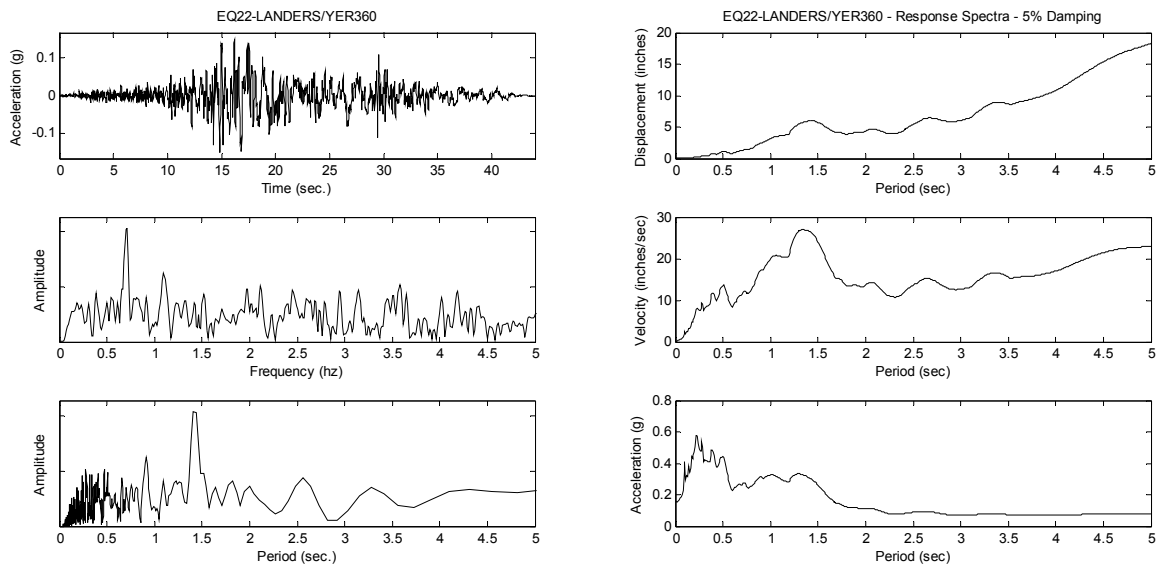 EQ22-LANDERS/YER360
Acceleration (g)
0.1
0
-0.1
0 5 10 15 20 25 30 35 40
Time (sec.)
Amplitude
0 0.5 1 1.5 2 2.5 3 3.5 4 4.5 5
Frequency (hz)
Amplitude
0 0.5 1 1.5 2 2.5 3 3.5 4 4.5 5
Period (sec.)
EQ22-LANDERS/YER360 - Response Spectra - 5% Damping
Displacement (inches)
20
15
10
5
0
0 0.5 1 1.5 2 2.5 3 3.5 4 4.5 5
Period (sec)
Velocity (inches/sec)
30
20
10
0
0 0.5 1 1.5 2 2.5 3 3.5 4 4.5 5
Period (sec)
Acceleration (g)
0.8
0.6
0.4
0.2
0
0 0.5 1 1.5 2 2.5 3 3.5 4 4.5 5
Period (sec)